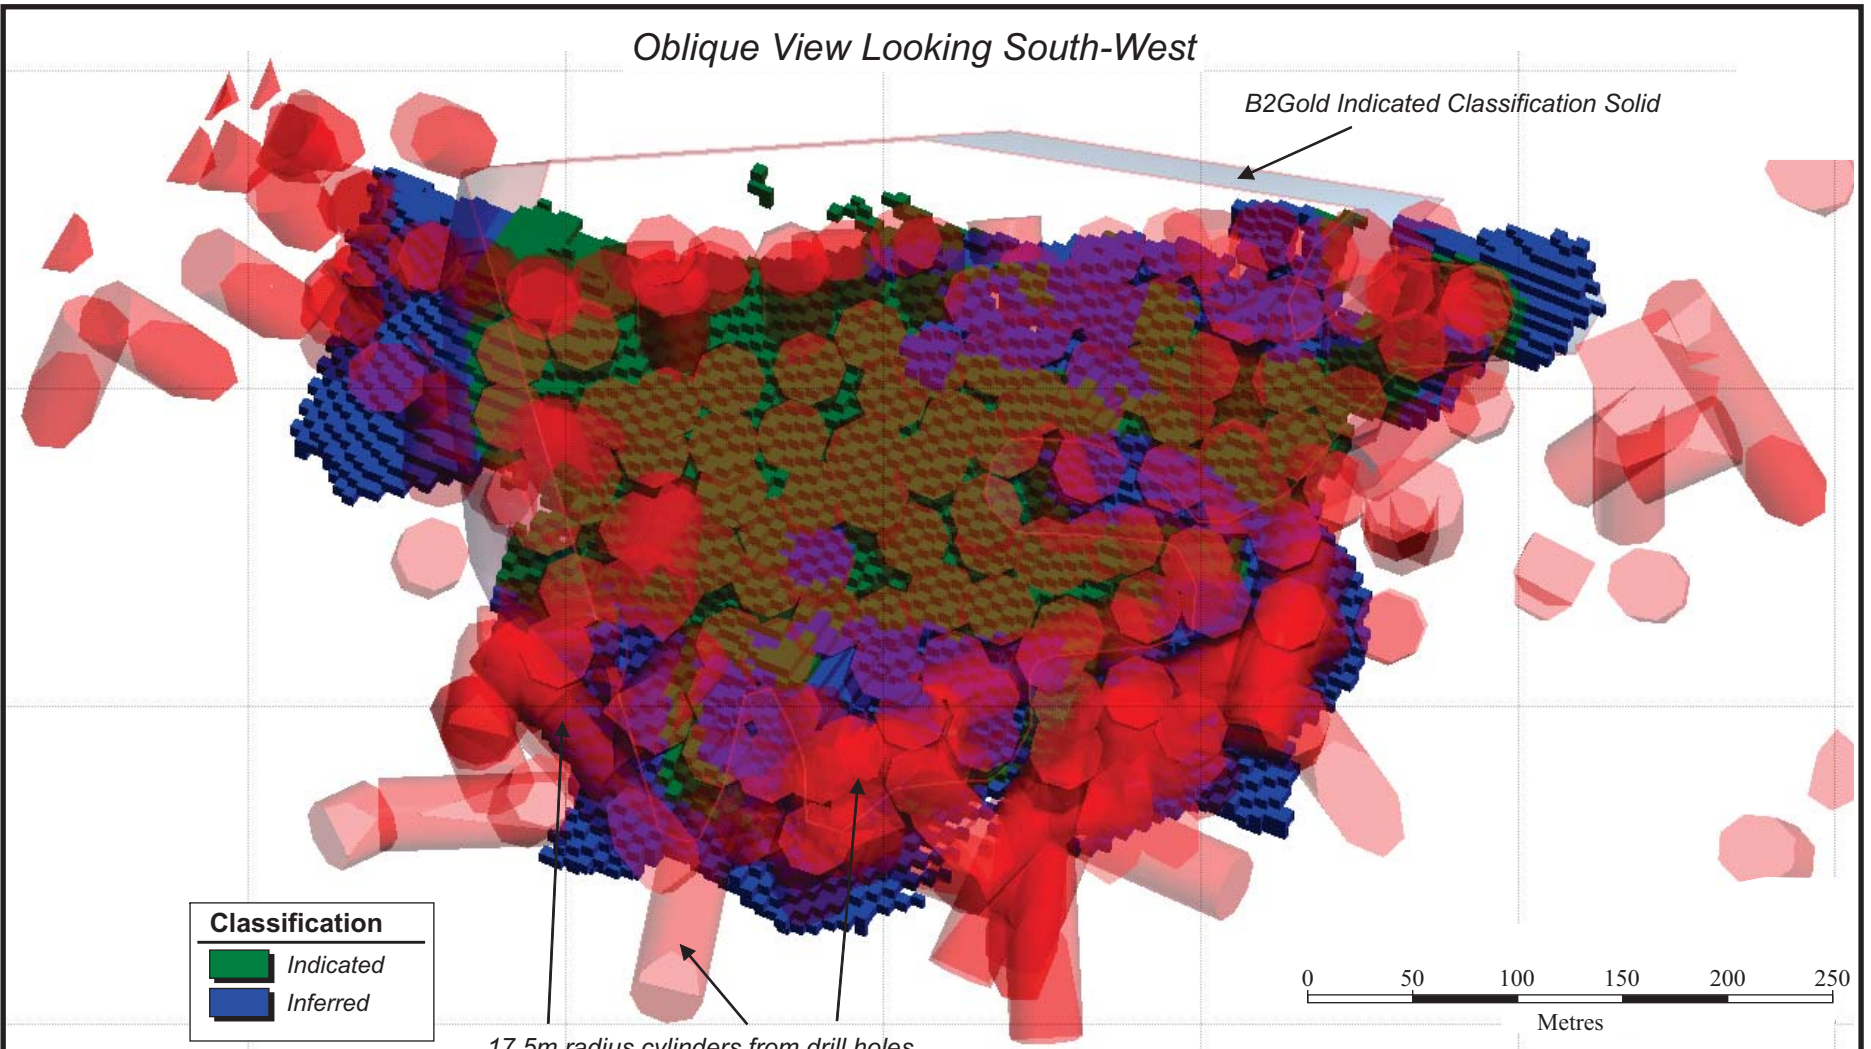 Oblique View Looking South-West
B2Gold Indicated Classification Solid
Classification
Indicated
Inferred
0 50 100 150 200 250
Metres
17.5m radius cylinders from drill holes